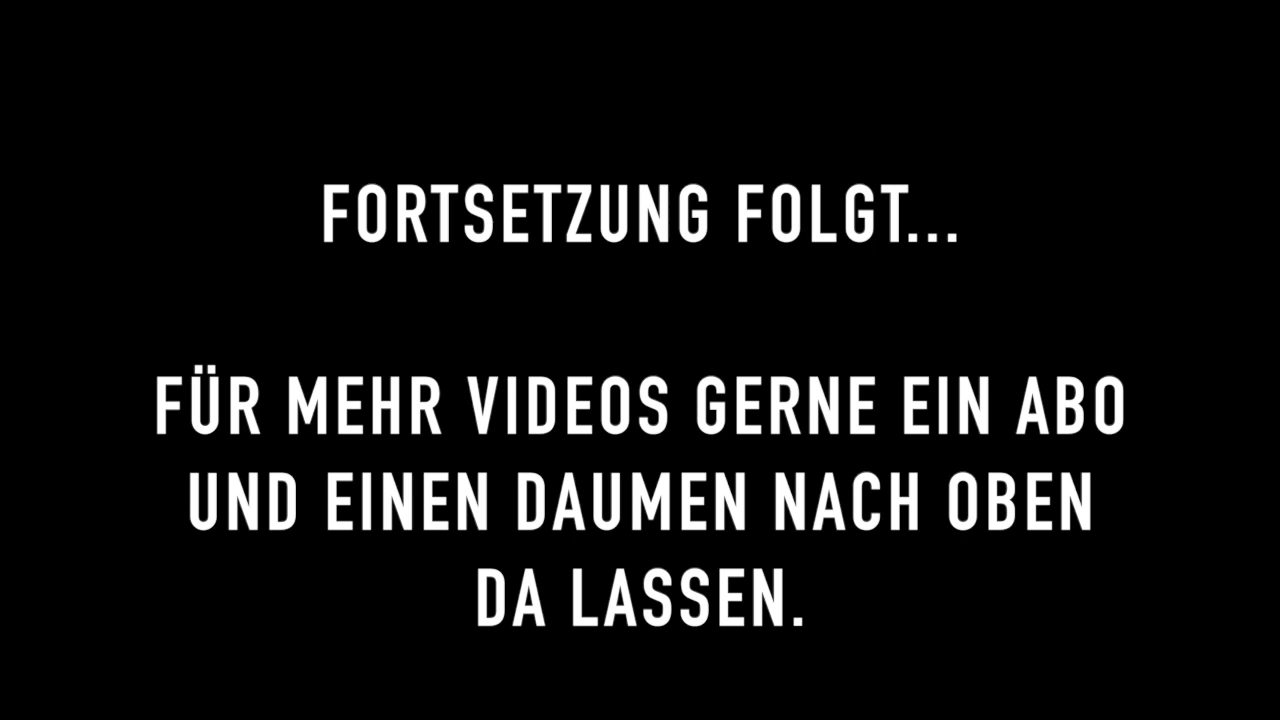 FORTSETZUNG FOLGT...
FÜR MEHR VIDEOS GERNE EIN ABO
UND EINEN DAUMEN NACH OBEN
DA LASSEN.